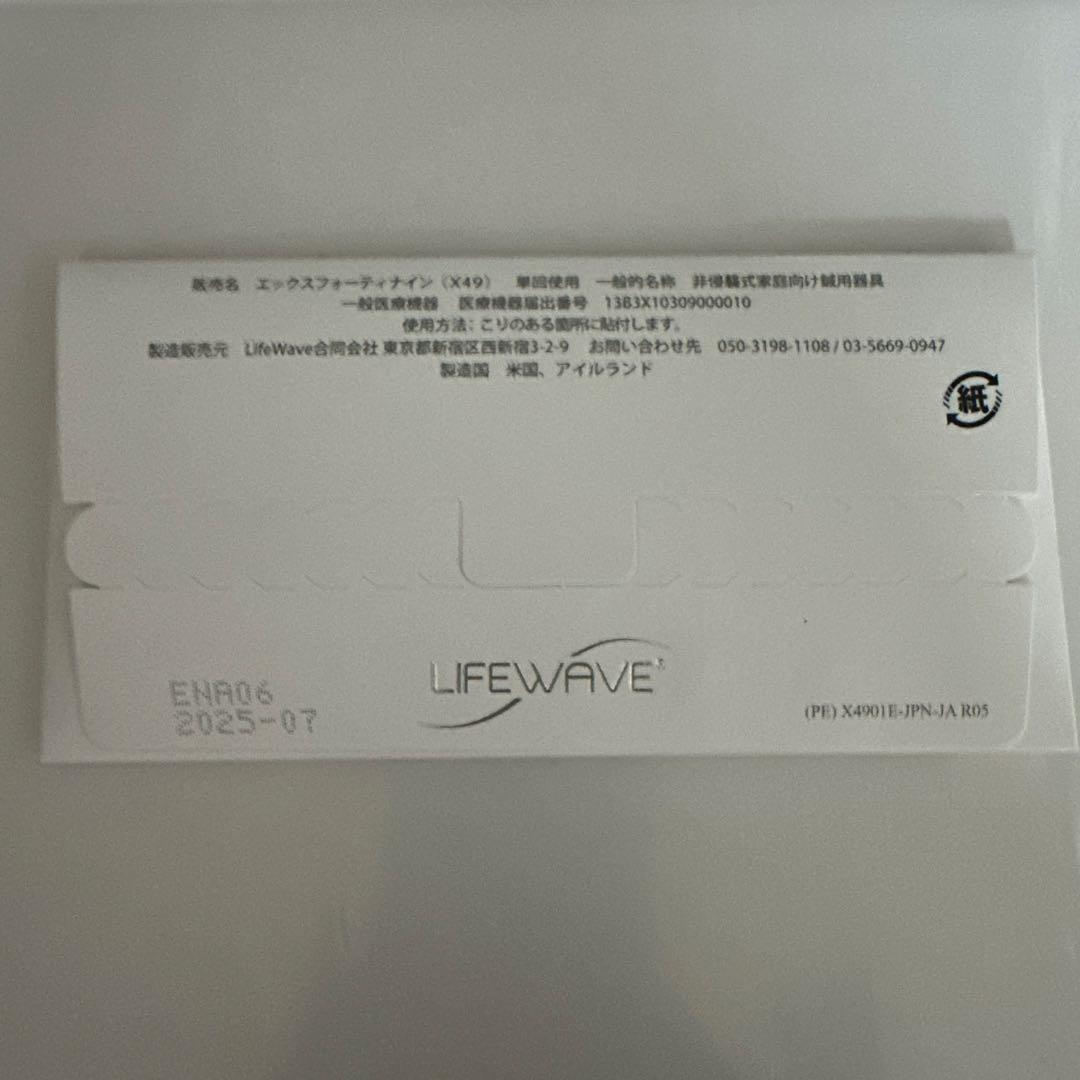 販売名 エックスフォーティナイン（X49） 単回使用 一般的名称 非侵襲式家庭向け鍼用器具
一般医療機器 医療機器届出番号 13B3X10309000010
使用方法：こりのある箇所に貼付します。
製造販売元 LifeWave合同会社 東京都新宿区西新宿3-2-9 お問い合わせ先 050-3198-1108 / 03-5669-0947
製造国 米国、アイルランド
紙
LIFEWAVE®
ENA06
2025-07
(PE) X4901E-JPN-JA R05